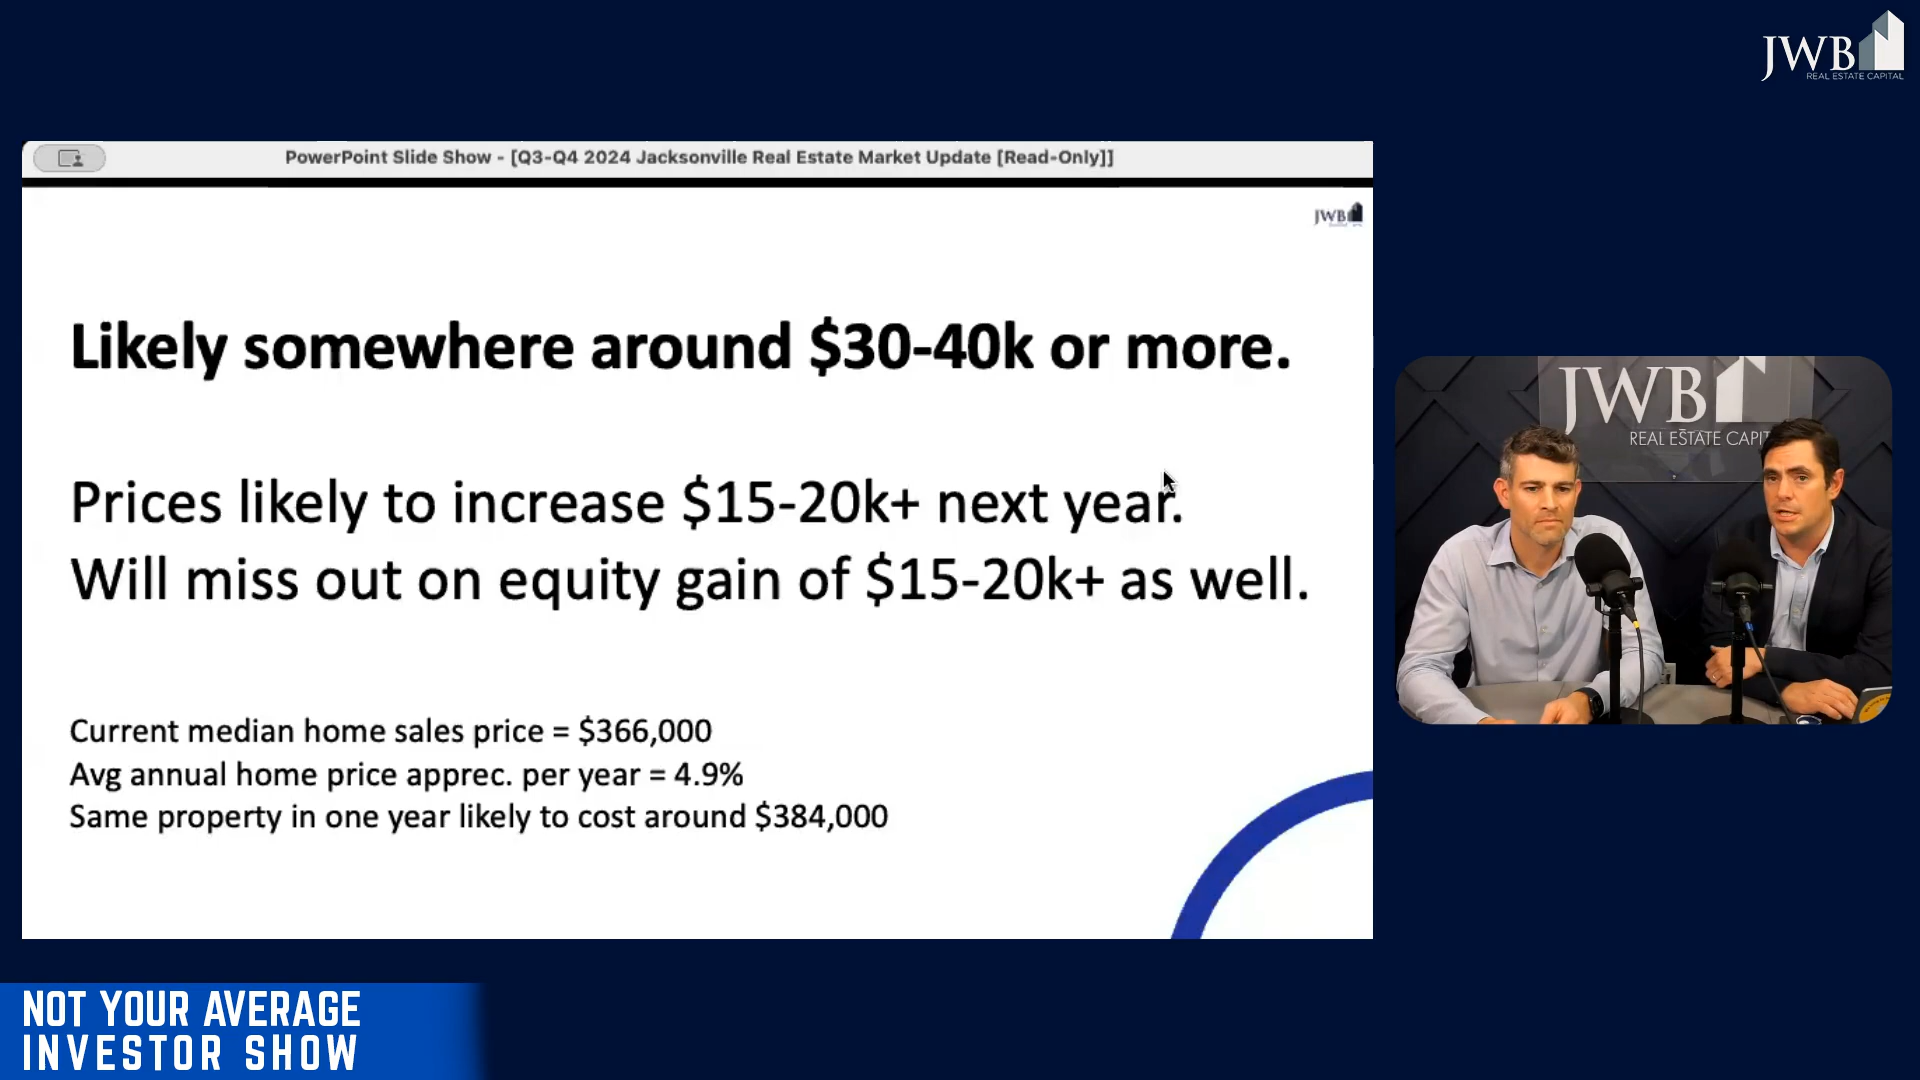 JWB
REAL ESTATE CAPITAL
PowerPoint Slide Show - [Q3-Q4 2024 Jacksonville Real Estate Market Update [Read-Only]]
JWB
Likely somewhere around $30-40k or more.
Prices likely to increase $15-20k+ next year.
Will miss out on equity gain of $15-20k+ as well.
Current median home sales price = $366,000
Avg annual home price apprec. per year = 4.9%
Same property in one year likely to cost around $384,000
JWB
REAL ESTATE CAPIT
NOT YOUR AVERAGE
INVESTOR SHOW